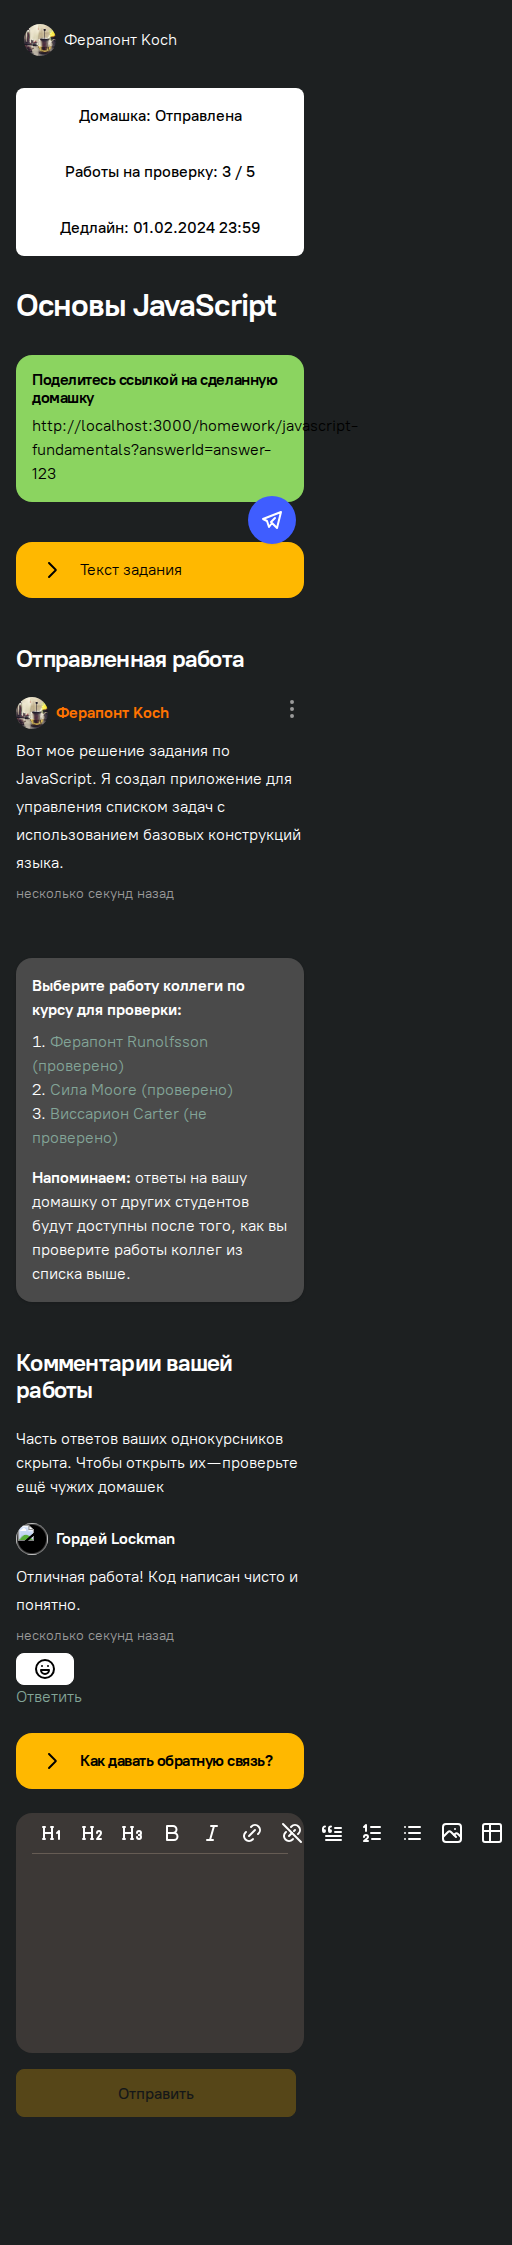 Ферапонт Koch
Домашка: Отправлена
Работы на проверку: 3 / 5
Дедлайн: 01.02.2024 23:59
Основы JavaScript
Поделитесь ссылкой на сделанную
домашку
http://localhost:3000/homework/javascript-
fundamentals?answerId=answer-
123
Текст задания
Отправленная работа
Ферапонт Koch
Вот мое решение задания по
JavaScript. Я создал приложение для
управления списком задач с
использованием базовых конструкций
языка.
несколько секунд назад
Выберите работу коллеги по
курсу для проверки:
1. Ферапонт Runolfsson
(проверено)
2. Сила Moore (проверено)
3. Виссарион Carter (не
проверено)
Напоминаем: ответы на вашу
домашку от других студентов
будут доступны после того, как вы
проверите работы коллег из
списка выше.
Комментарии вашей
работы
Часть ответов ваших однокурсников
скрыта. Чтобы открыть их—проверьте
ещё чужих домашек
Гордей Lockman
Отличная работа! Код написан чисто и
понятно.
несколько секунд назад
Ответить
Как давать обратную связь?
H1 H2 H3 B I
Отправить